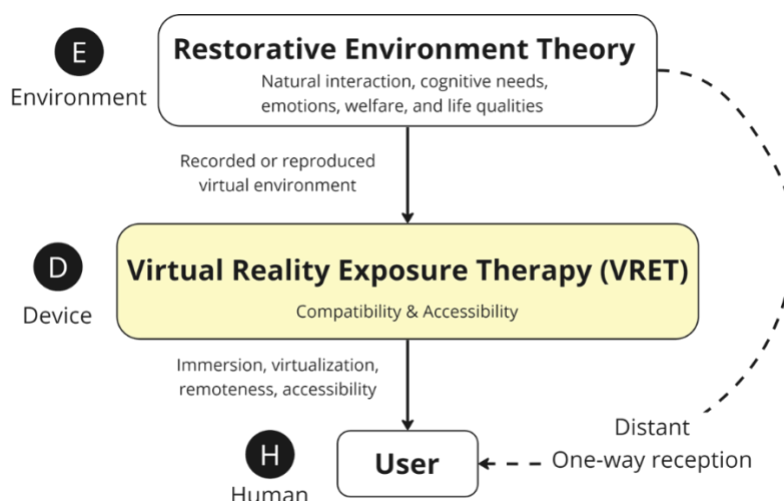 E
Environment
Restorative Environment Theory
Natural interaction, cognitive needs,
emotions, welfare, and life qualities
Recorded or reproduced
virtual environment
D
Device
Virtual Reality Exposure Therapy (VRET)
Compatibility & Accessibility
Immersion, virtualization,
remoteness, accessibility
H
Human
User
Distant
One-way reception